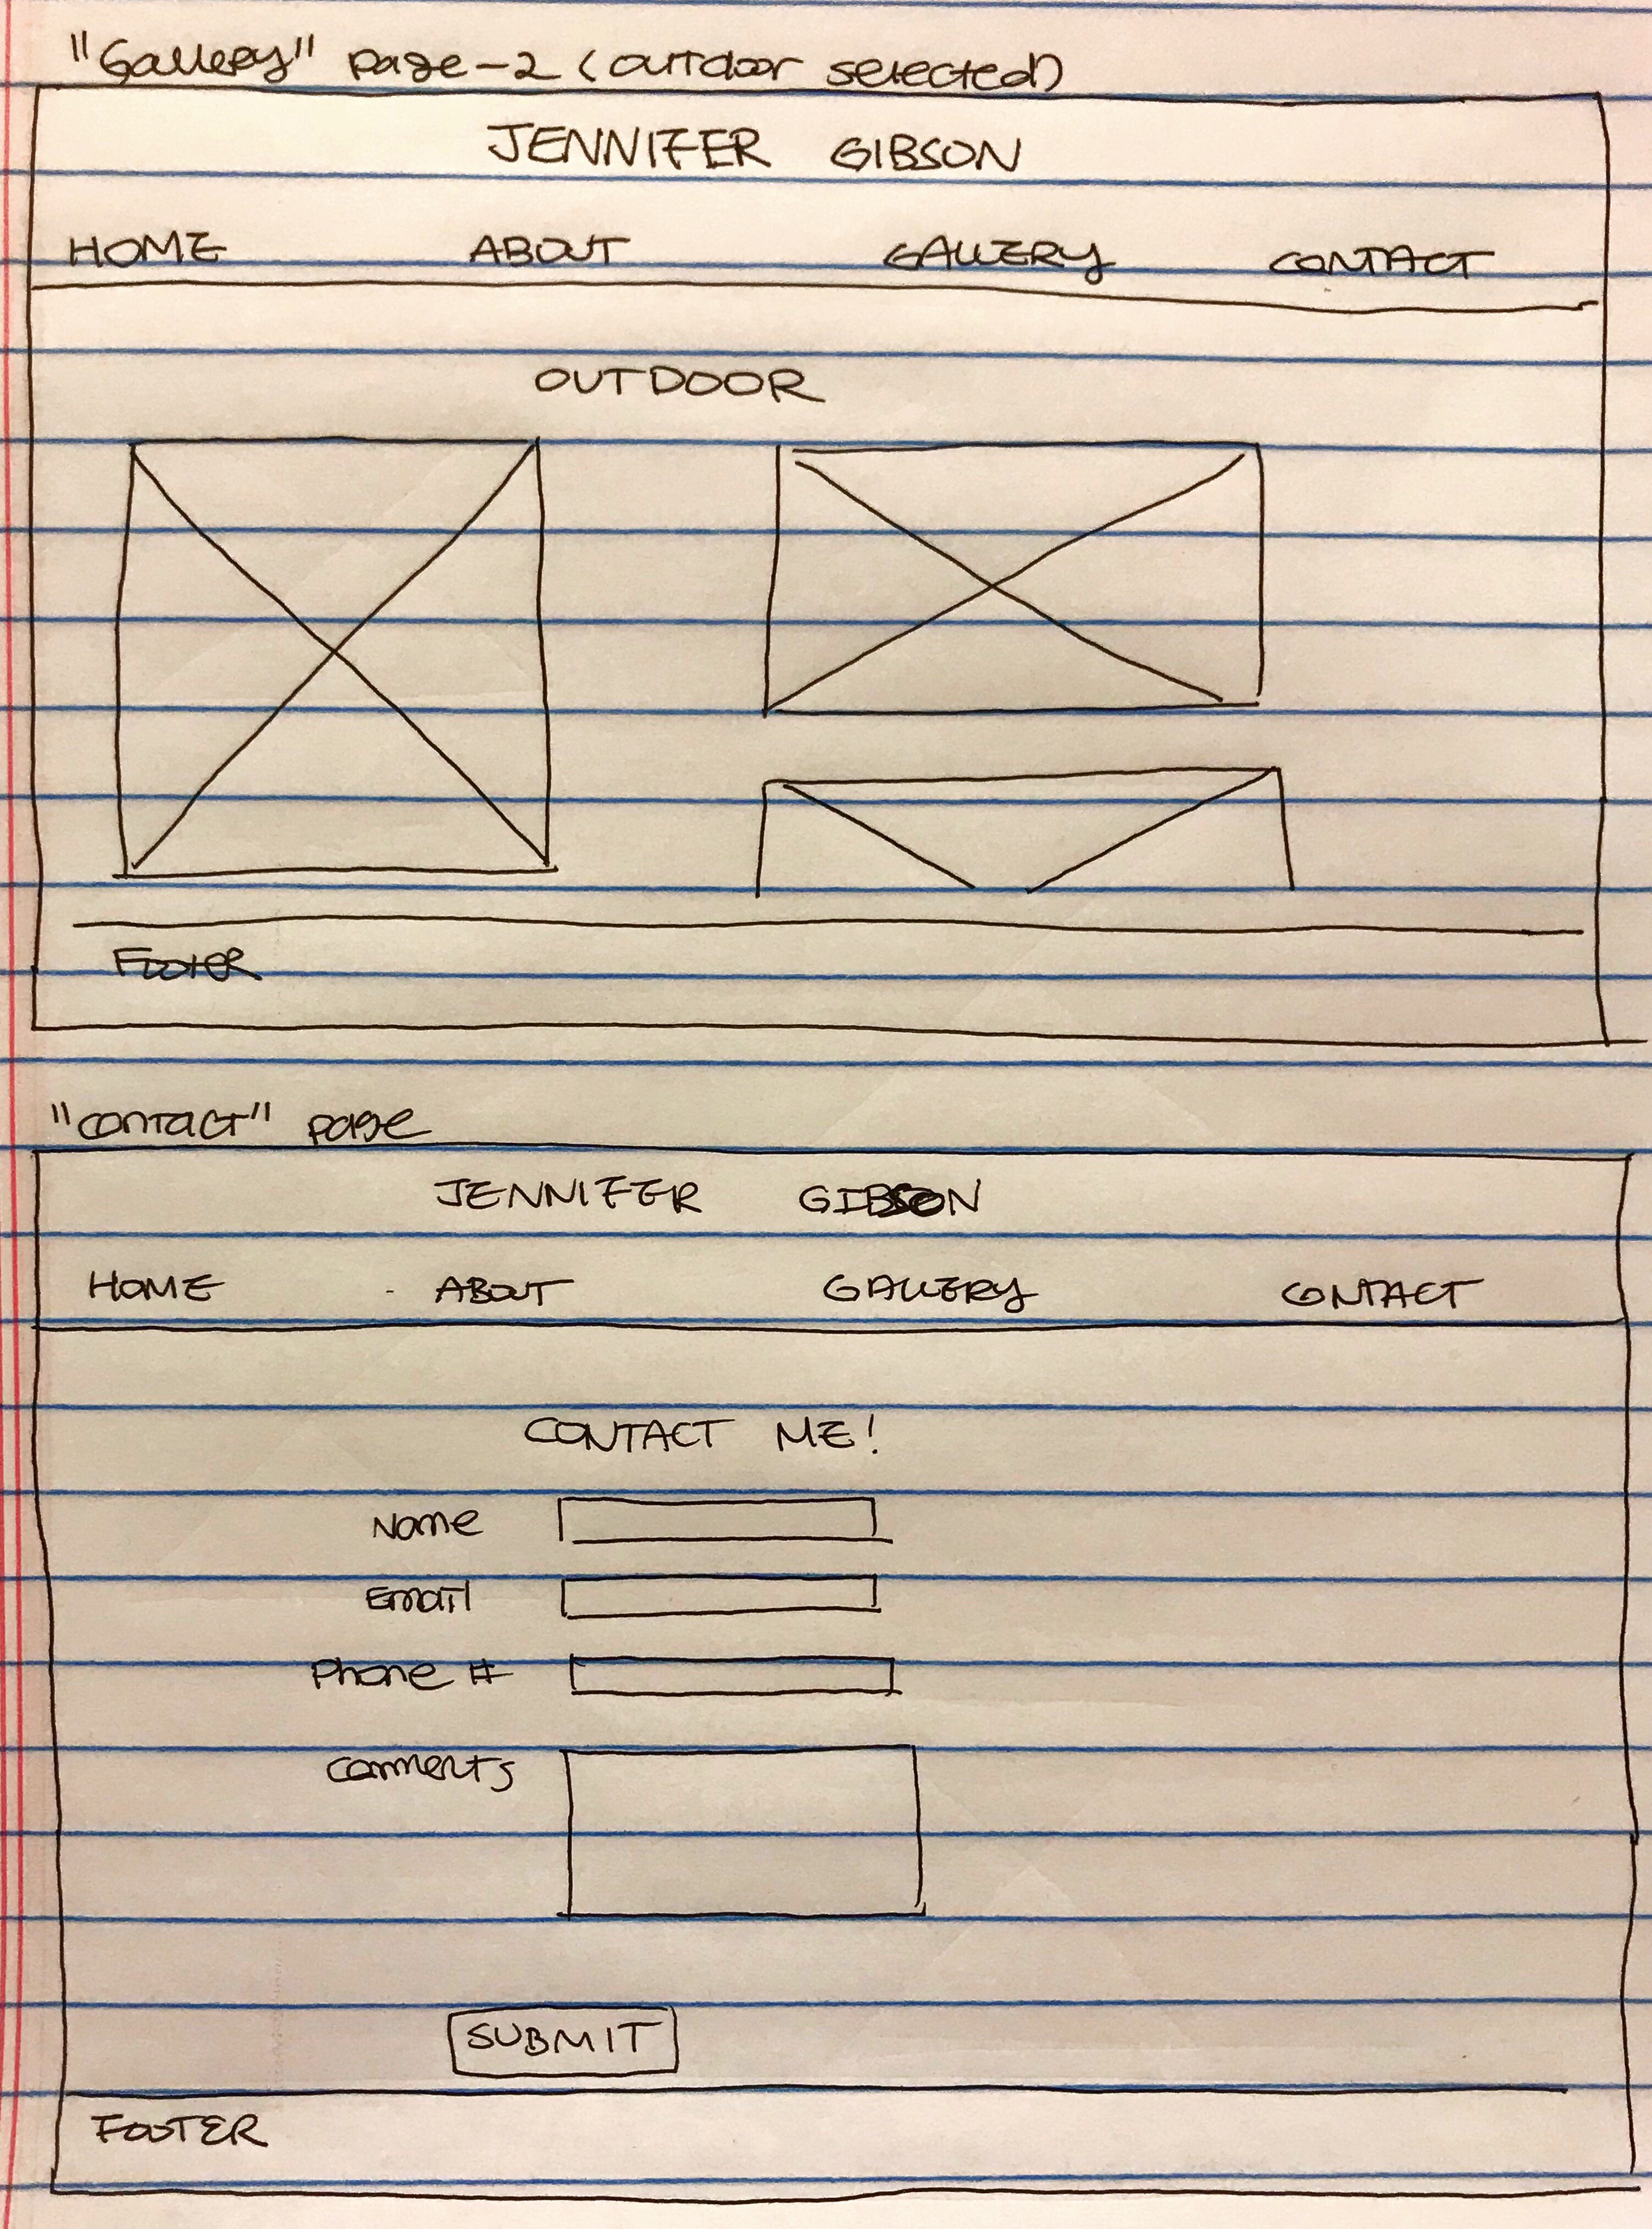 "Gallery" page-2 (outdoor selected)
JENNIFER GIBSON
HOME ABOUT GALLERY CONTACT
OUTDOOR
FOOTER
"contact" page
JENNIFER GIBSON
HOME ABOUT GALLERY CONTACT
CONTACT ME!
Name
Email
Phone #
comments
SUBMIT
FOOTER